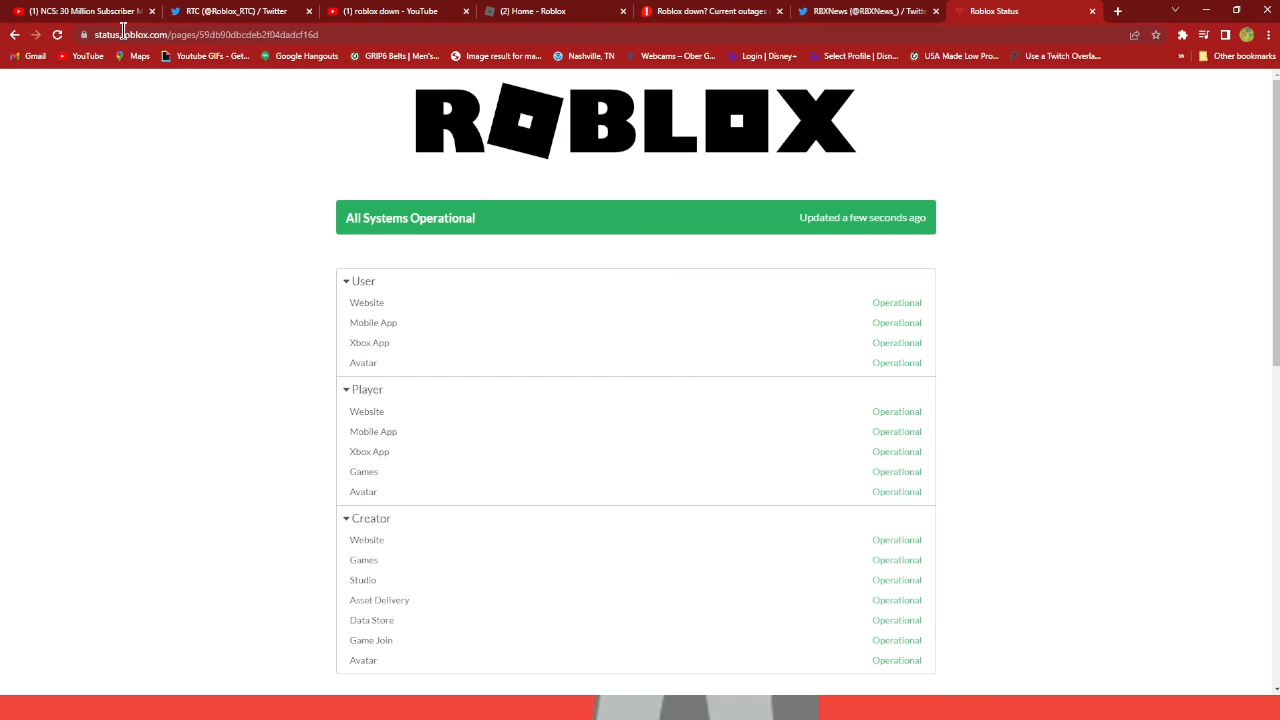 (1) NCS: 30 Million Subscriber M
RTC (@Roblox_RTC) / Twitter
(1) roblox down - YouTube
(2) Home - Roblox
Roblox down? Current outages
RBXNews (@RBXNews_) / Twitte
Roblox Status
status.roblox.com/pages/59db90dbcdeb2f04dadcf16d
Gmail
YouTube
Maps
Youtube GIFs - Get...
Google Hangouts
GRIP6 Belts | Men's...
Image result for ma...
Nashville, TN
Webcams – Ober G...
Login | Disney+
Select Profile | Disn...
USA Made Low Pro...
Use a Twitch Overla...
»
Other bookmarks
ROBLOX
All Systems Operational
Updated a few seconds ago
User
Website Operational
Mobile App Operational
Xbox App Operational
Avatar Operational
Player
Website Operational
Mobile App Operational
Xbox App Operational
Games Operational
Avatar Operational
Creator
Website Operational
Games Operational
Studio Operational
Asset Delivery Operational
Data Store Operational
Game Join Operational
Avatar Operational